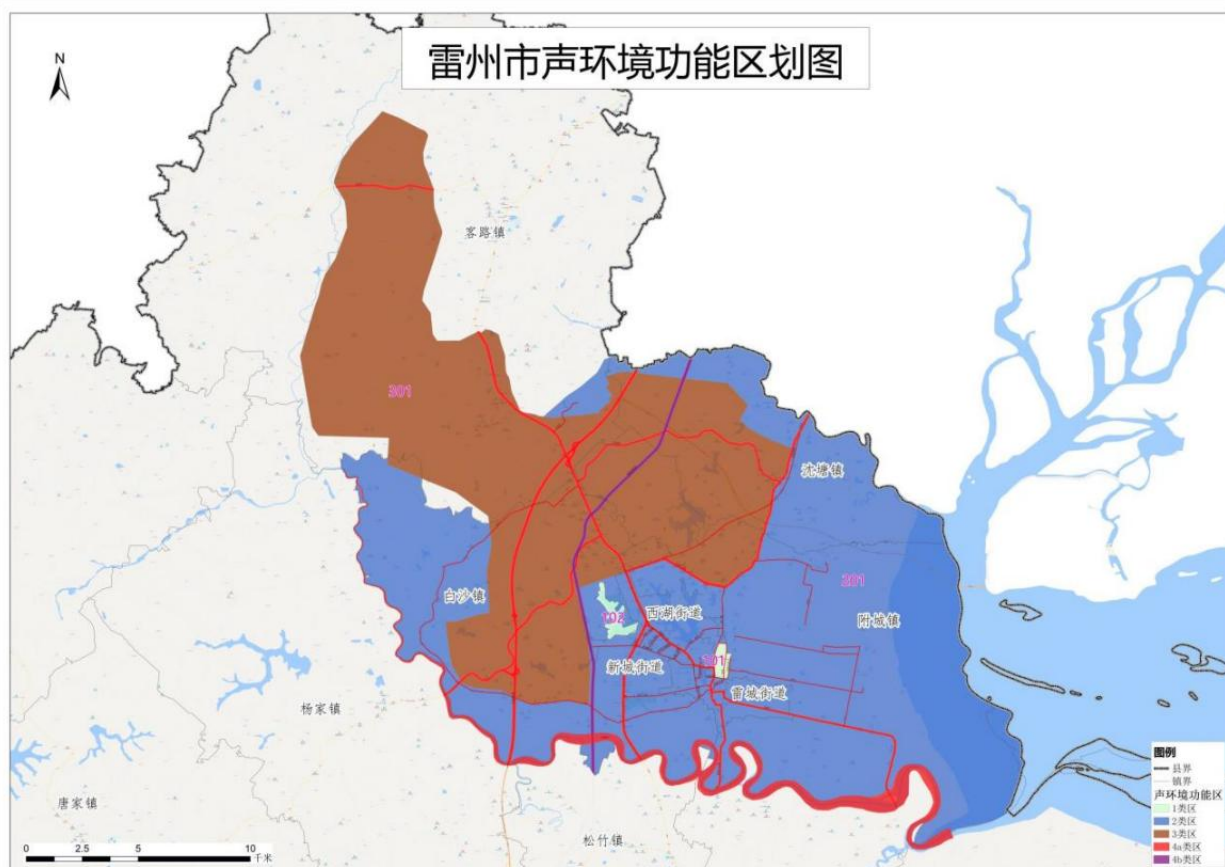 雷州市声环境功能区划图
N
客路镇
301
沈塘镇
201
白沙镇
102
西湖街道
附城镇
新城街道
101
雷城街道
杨家镇
唐家镇
松竹镇
图例
县界
镇界
声环境功能区
1类区
2类区
3类区
4a类区
4b类区
0 2.5 5 10
千米